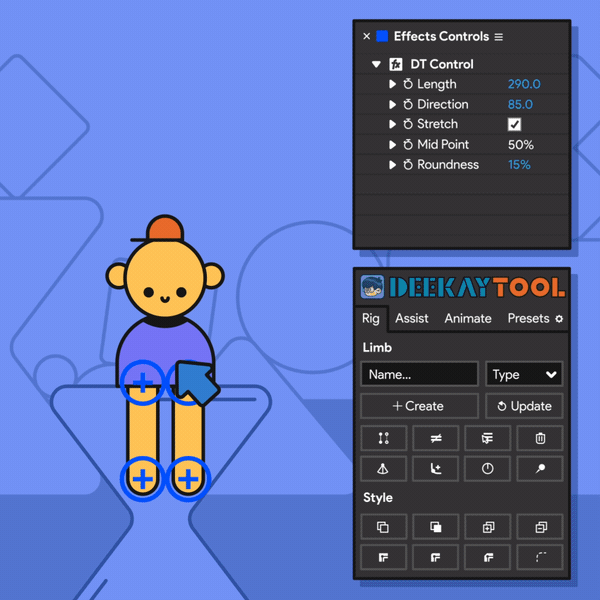 Effects Controls
DT Control
Length 290.0
Direction 85.0
Stretch
Mid Point 50%
Roundness 15%
DEEKAYTOOL
Rig Assist Animate Presets
Limb
Name... Type
+ Create Update
Style